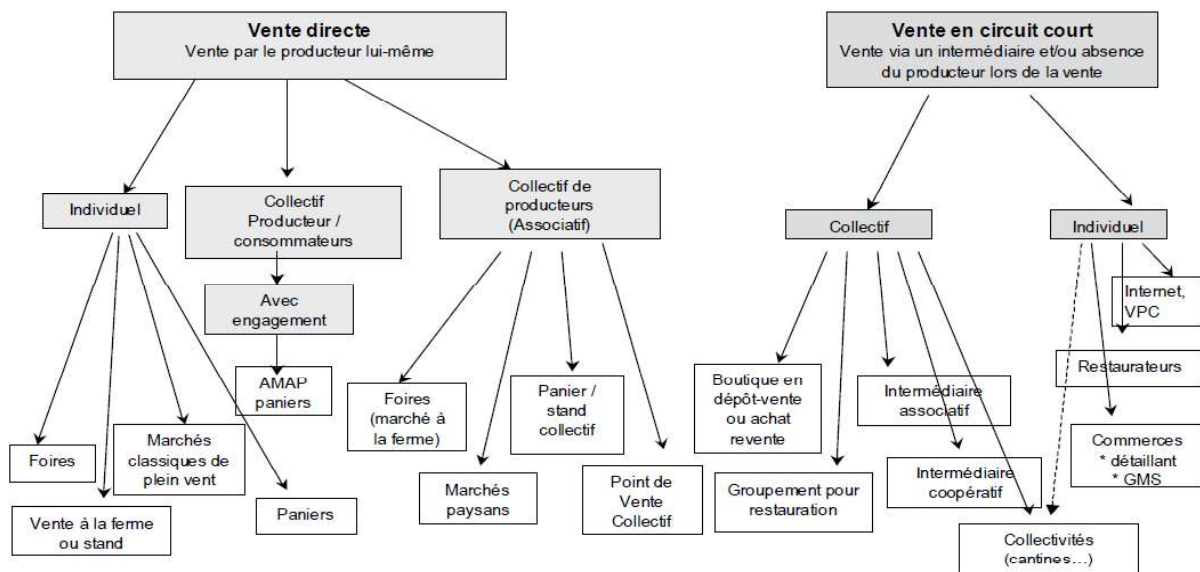 Vente directe
Vente par le producteur lui-même
Vente en circuit court
Vente via un intermédiaire et/ou absence
du producteur lors de la vente
Individuel
Collectif
Producteur /
consommateurs
Collectif de
producteurs
(Associatif)
Collectif
Individuel
Avec
engagement
AMAP
paniers
Foires
Vente à la ferme
ou stand
Marchés
classiques de
plein vent
Paniers
Foires
(marché à
la ferme)
Marchés
paysans
Panier /
stand
collectif
Point de
Vente
Collectif
Boutique en
dépôt-vente
ou achat
revente
Groupement pour
restauration
Intermédiaire
associatif
Intermédiaire
coopératif
Collectivités
(cantines…)
Internet,
VPC
Restaurateurs
Commerces
* détaillant
* GMS